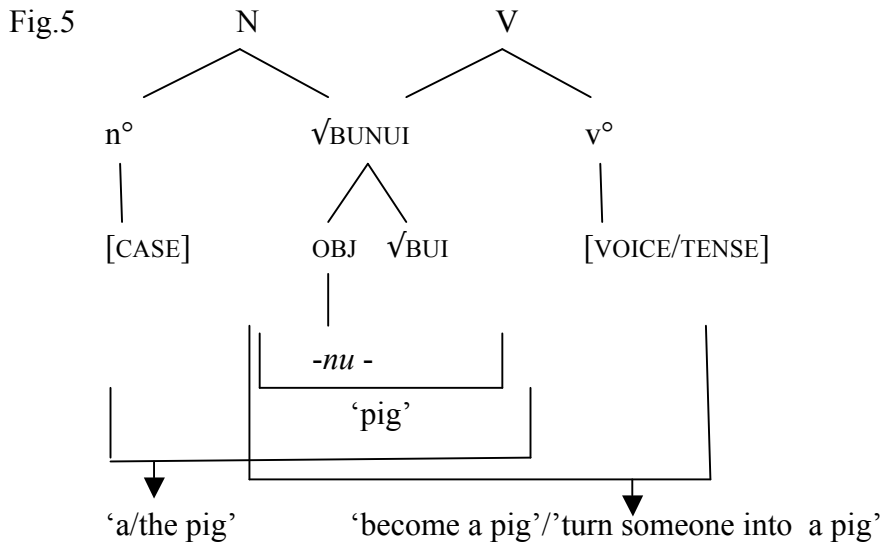 Fig.5 N V
n° √BUNUI v°
[CASE] OBJ √BUI [VOICE/TENSE]
-nu -
‘pig’
‘a/the pig’ ‘become a pig’/’turn someone into a pig’